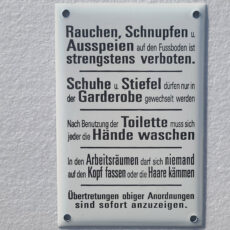 Rauchen, Schnupfen u.
Ausspeien auf den Fussboden ist
strengstens verboten.
Schuhe u. Stiefel dürfen nur in
der Garderobe gewechselt werden
Nach Benutzung der Toilette muss sich
jeder die Hände waschen
In den Arbeitsräumen darf sich niemand
auf den Kopf fassen oder die Haare kämmen
Übertretungen obiger Anordnungen
sind sofort anzuzeigen.